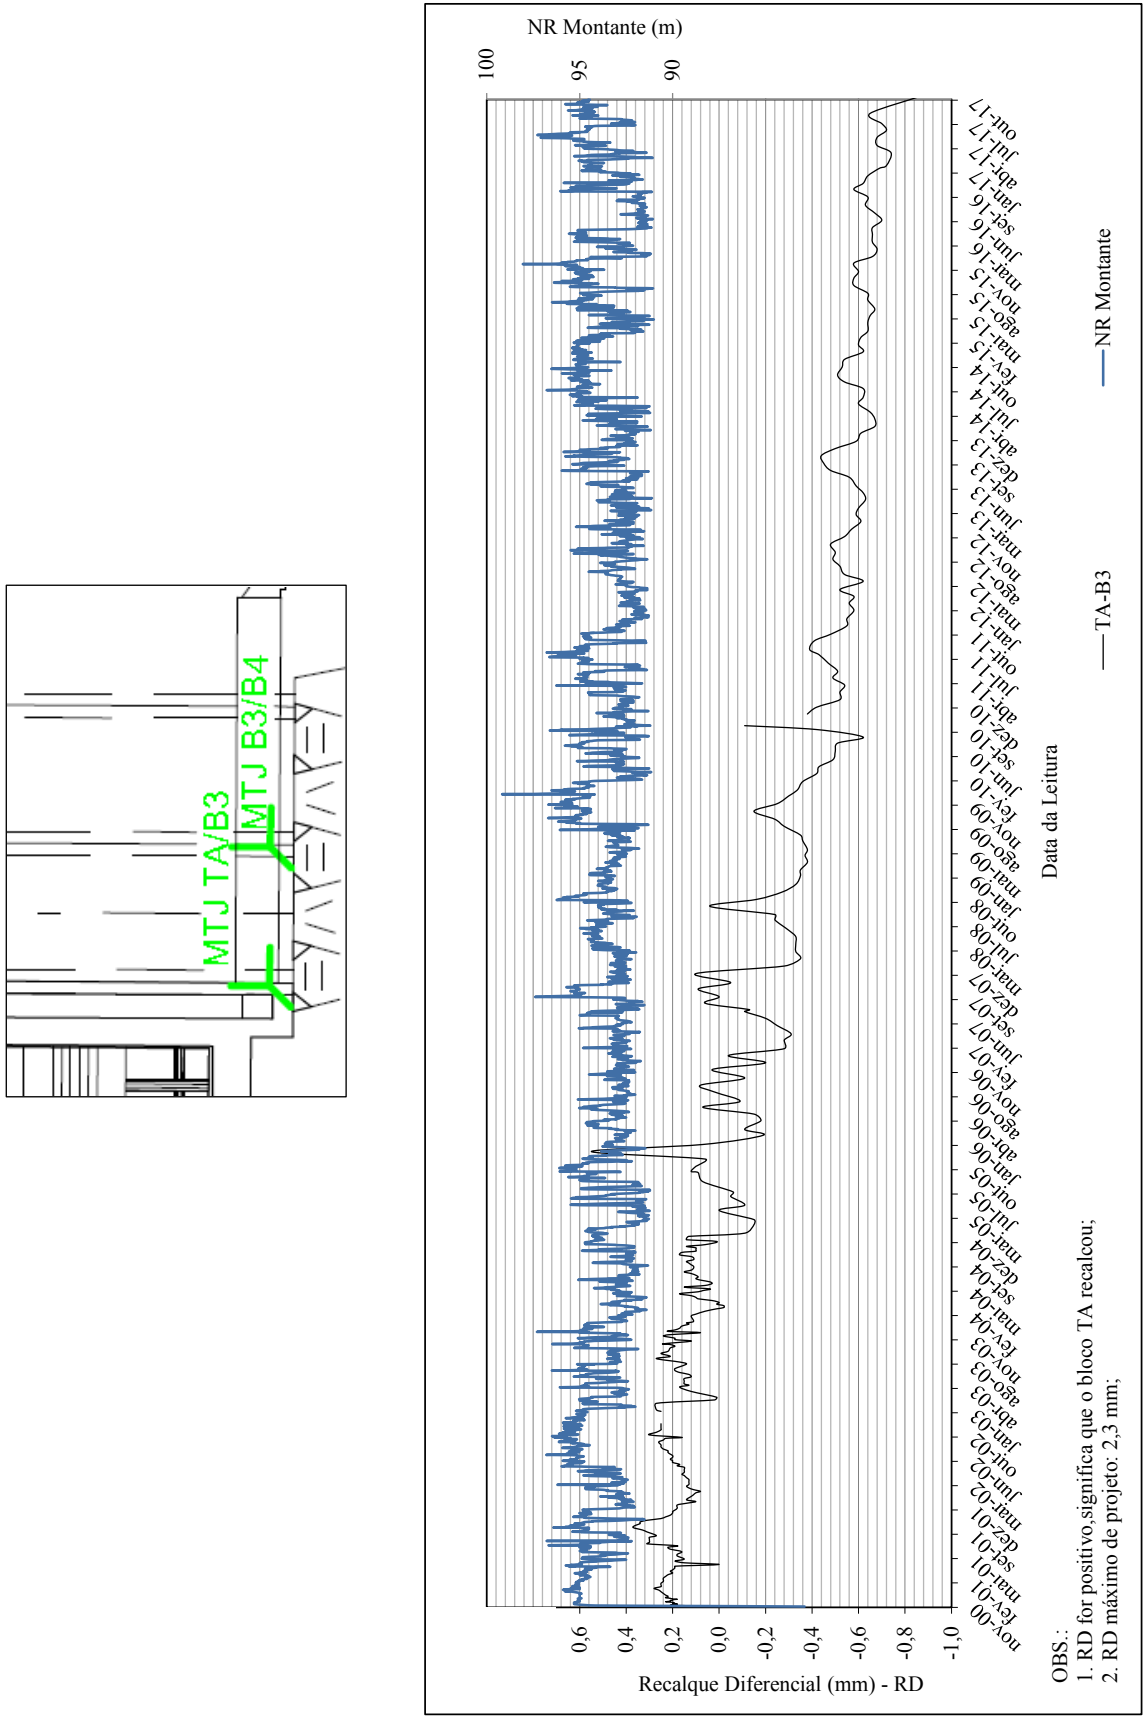 MTJ TA/B3
MTJ B3/B4
NR Montante (m)
100
95
90
0,6
0,4
0,2
0,0
-0,2
-0,4
-0,6
-0,8
-1,0
Recalque Diferencial (mm) - RD
nov-00
fev-01
mai-01
set-01
dez-01
mar-02
jun-02
out-02
jan-03
abr-03
ago-03
nov-03
fev-04
mai-04
set-04
dez-04
mar-05
jul-05
out-05
jan-06
abr-06
ago-06
nov-06
fev-07
jun-07
set-07
dez-07
mar-08
jul-08
out-08
jan-09
mai-09
ago-09
nov-09
fev-10
jun-10
set-10
dez-10
abr-11
jul-11
out-11
jan-12
mai-12
ago-12
nov-12
mar-13
jun-13
set-13
dez-13
abr-14
jul-14
out-14
fev-15
mai-15
ago-15
nov-15
mar-16
jun-16
set-16
jan-17
abr-17
jul-17
out-17
Data da Leitura
TA-B3
NR Montante
OBS.:
1. RD for positivo,significa que o bloco TA recalcou;
2. RD máximo de projeto: 2,3 mm;